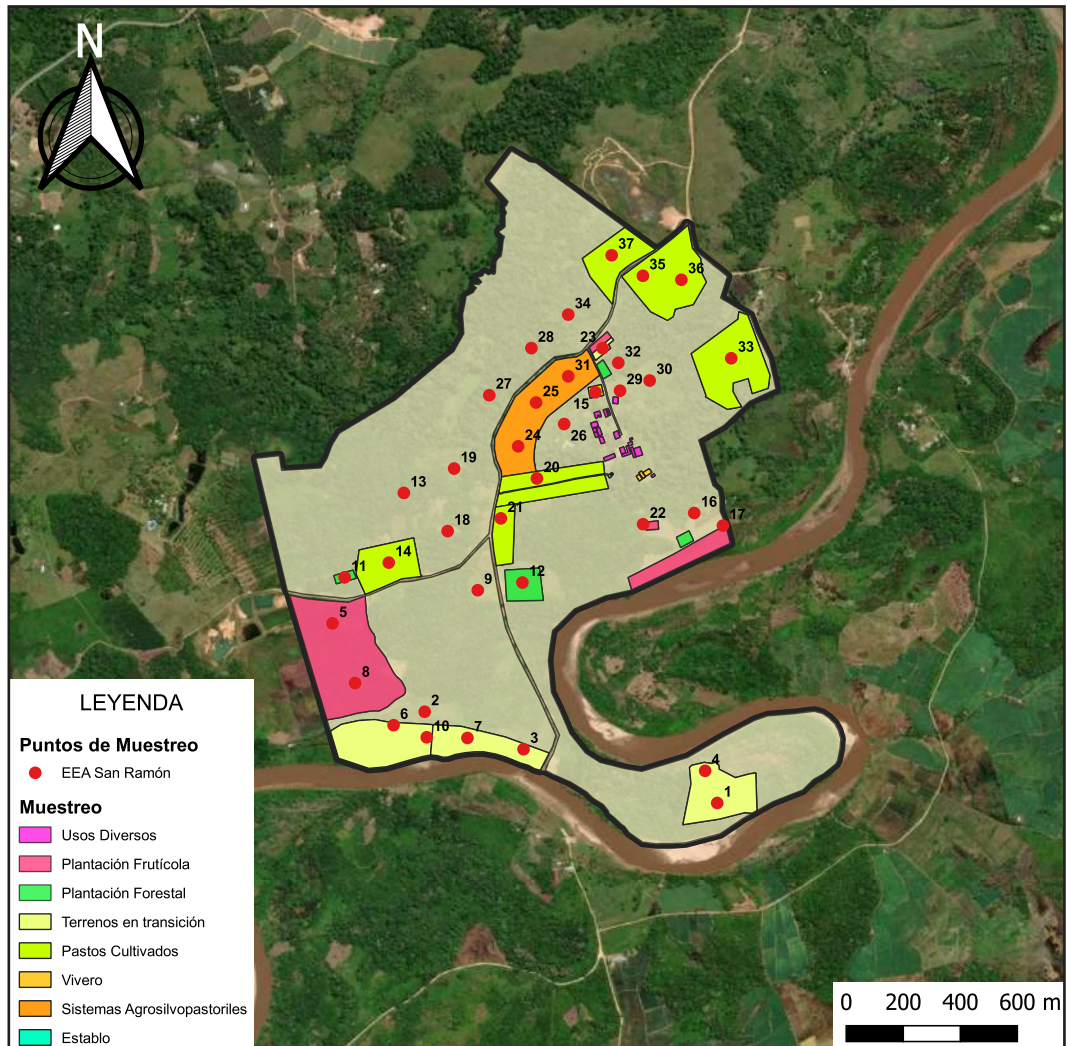 N
37
35
36
34
28
23
32
33
31
30
29
27
25
15
26
24
19
20
13
21
16
17
22
18
14
11
12
9
5
8
2
6
10
7
3
4
1
LEYENDA
Puntos de Muestreo
EEA San Ramón
Muestreo
Usos Diversos
Plantación Frutícola
Plantación Forestal
Terrenos en transición
Pastos Cultivados
Vivero
Sistemas Agrosilvopastoriles
Establo
0 200 400 600 m